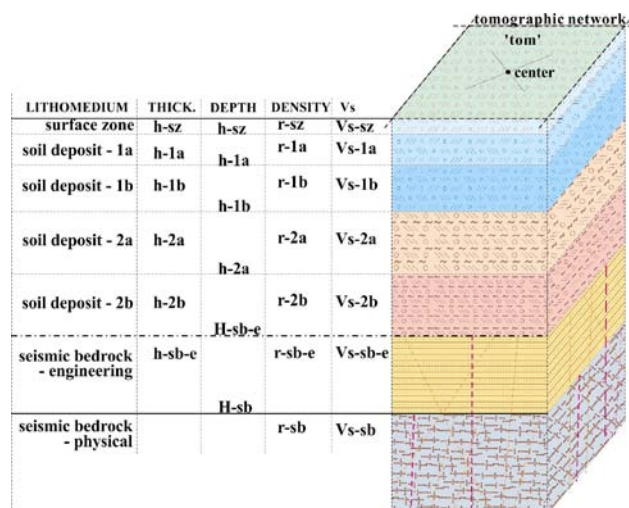 tomographic network
'tom'
center
LITHOMEDIUM THICK. DEPTH DENSITY Vs
surface zone h-sz h-sz r-sz Vs-sz
soil deposit - 1a h-1a h-1a r-1a Vs-1a
soil deposit - 1b h-1b h-1b r-1b Vs-1b
soil deposit - 2a h-2a h-2a r-2a Vs-2a
soil deposit - 2b h-2b H-sb-e r-2b Vs-2b
seismic bedrock h-sb-e H-sb r-sb-e Vs-sb-e
- engineering
seismic bedrock r-sb Vs-sb
- physical